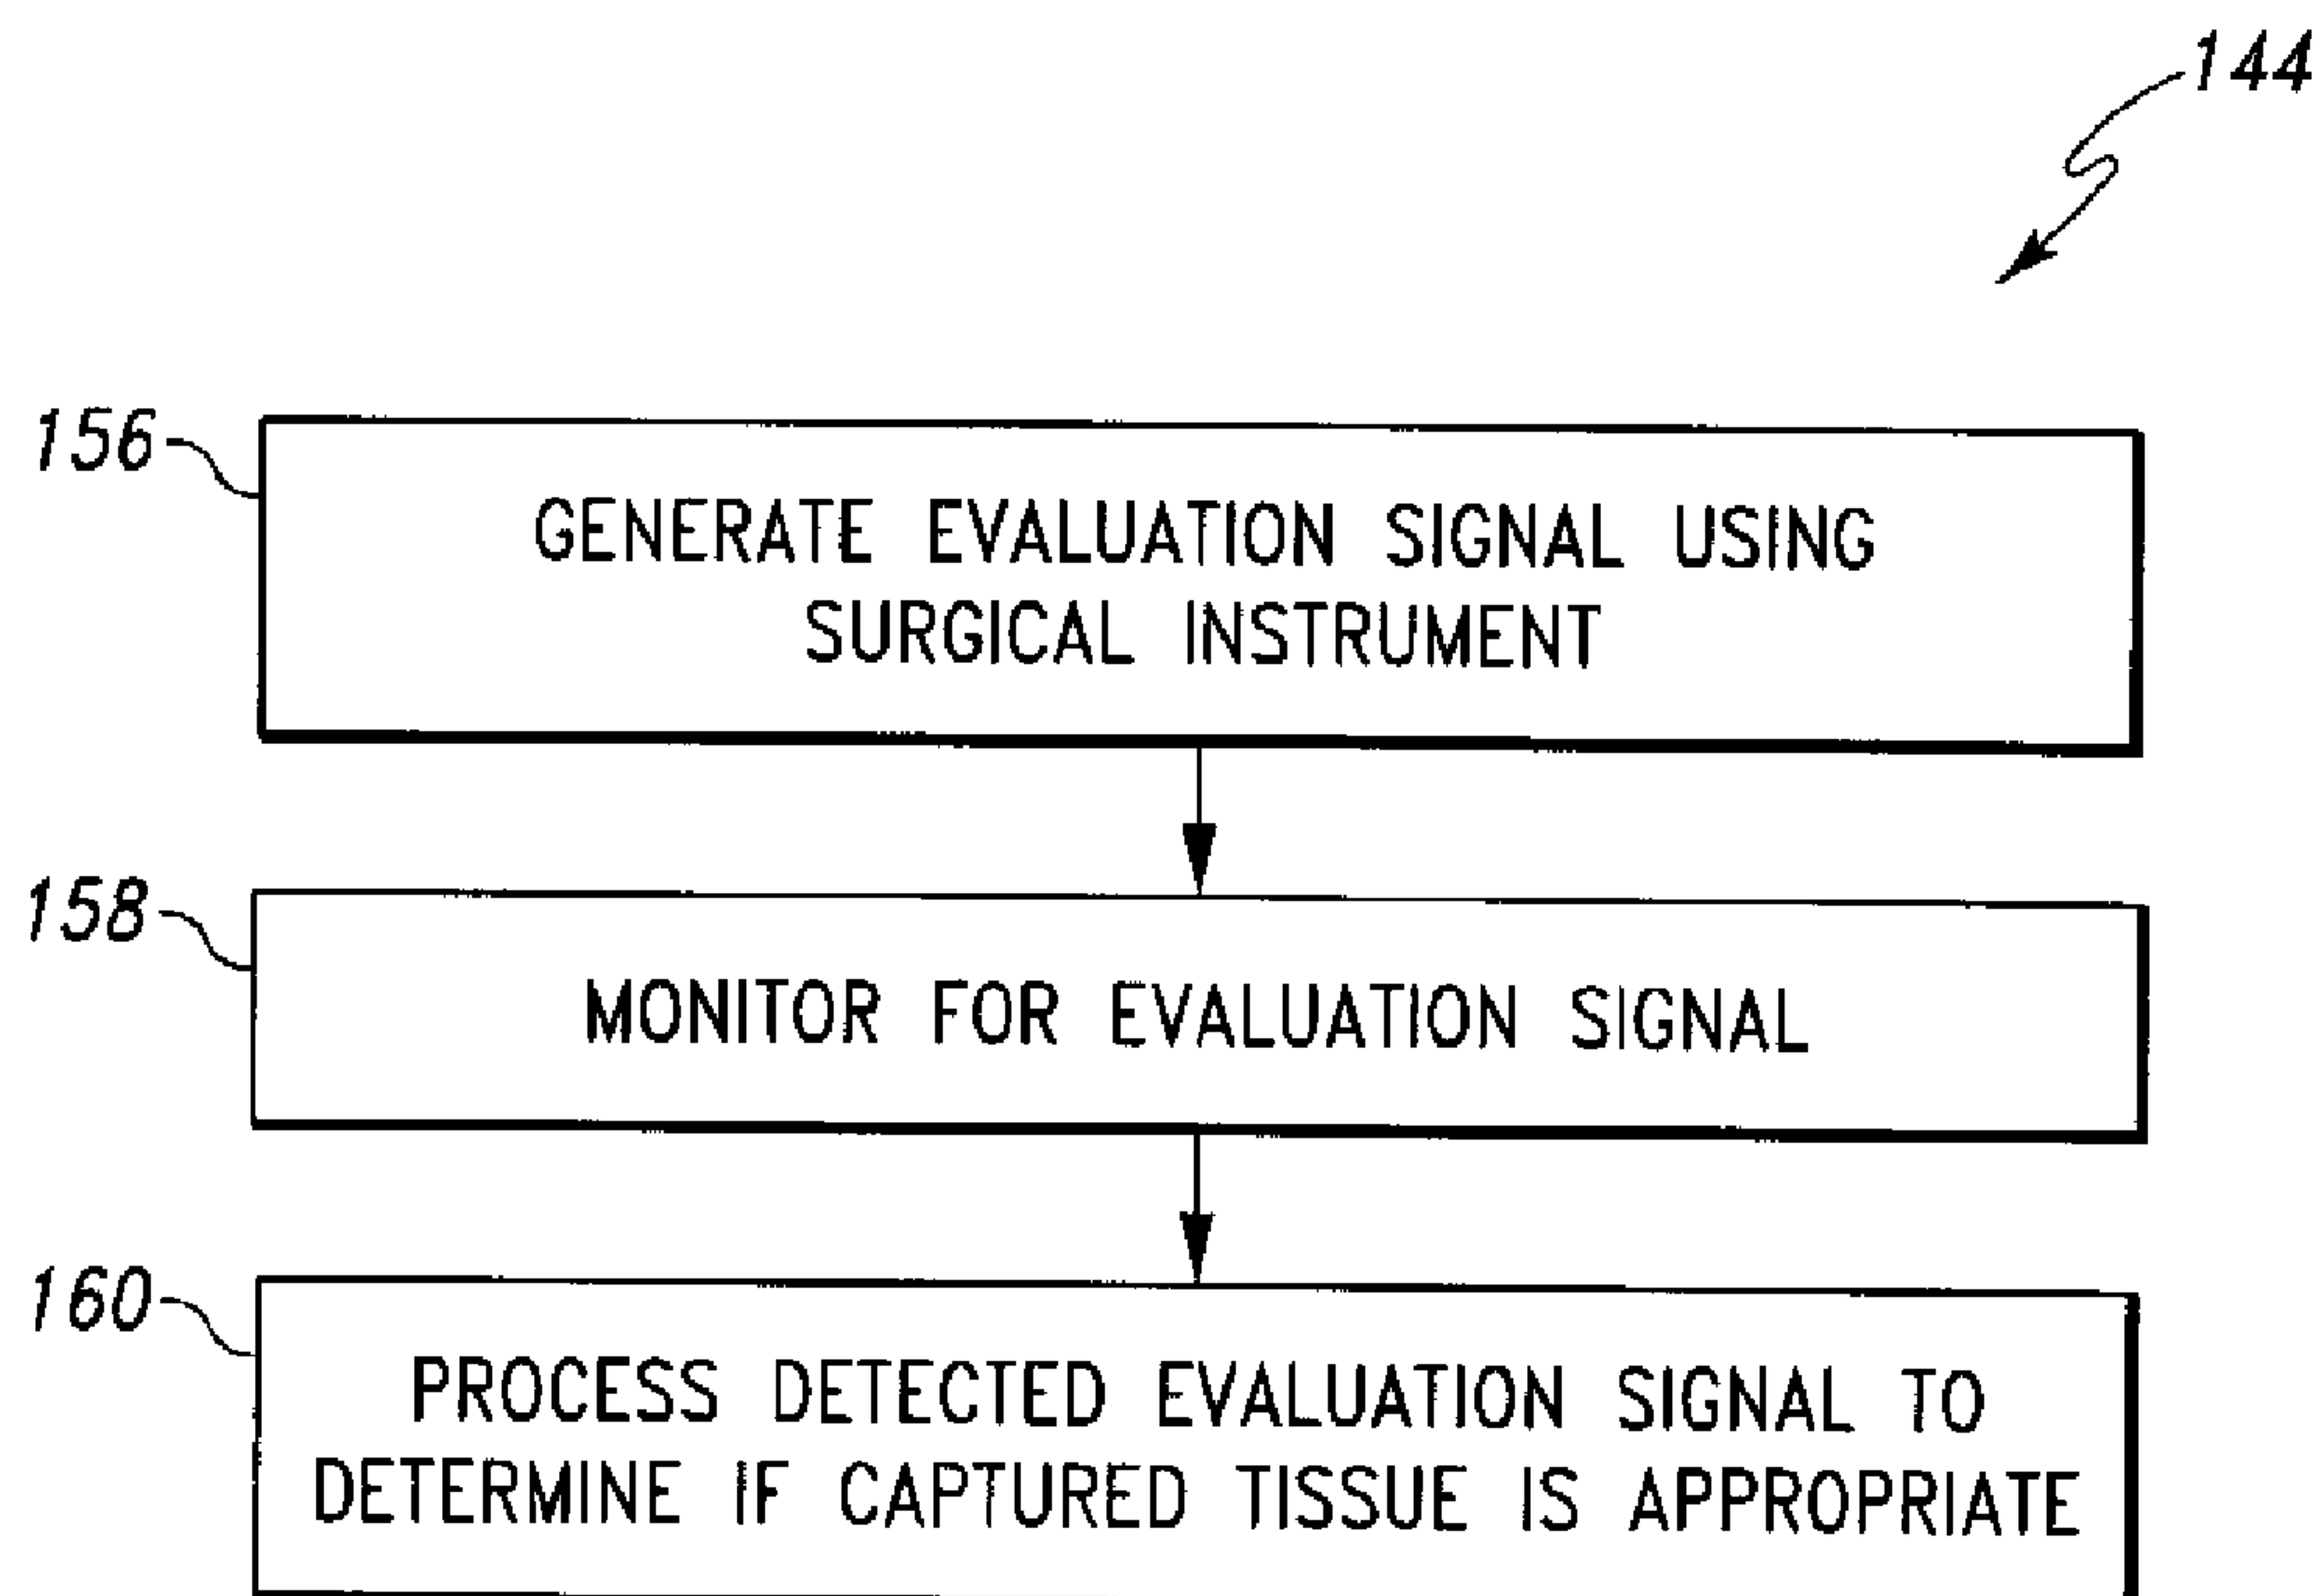 144
156
GENERATE EVALUATION SIGNAL USING
SURGICAL INSTRUMENT
158
MONITOR FOR EVALUATION SIGNAL
160
PROCESS DETECTED EVALUATION SIGNAL TO
DETERMINE IF CAPTURED TISSUE IS APPROPRIATE